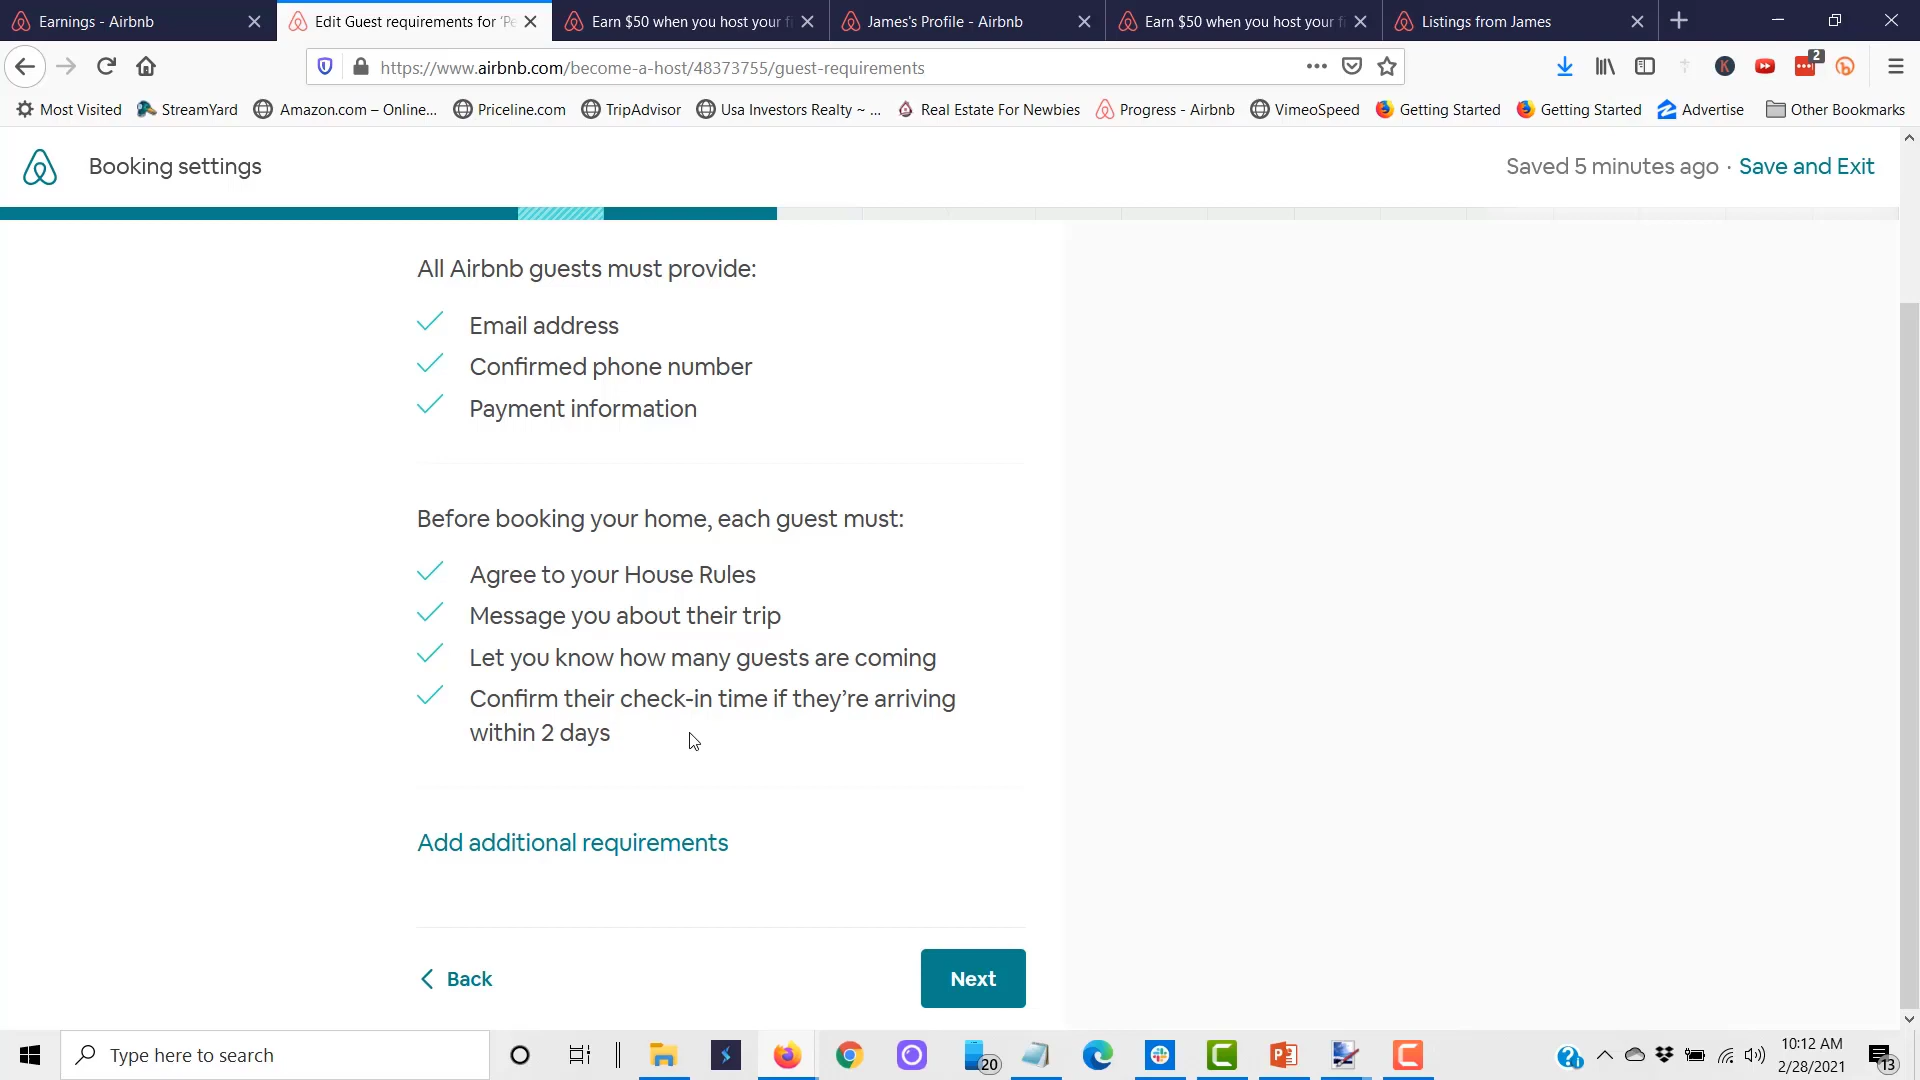 Earnings - Airbnb
Edit Guest requirements for 'Pe
Earn $50 when you host your fi
James's Profile - Airbnb
Earn $50 when you host your fi
Listings from James
https://www.airbnb.com/become-a-host/48373755/guest-requirements
2
K
Most Visited
StreamYard
Amazon.com – Online...
Priceline.com
TripAdvisor
Usa Investors Realty ~ ...
Real Estate For Newbies
Progress - Airbnb
VimeoSpeed
Getting Started
Getting Started
Advertise
Other Bookmarks
Booking settings
Saved 5 minutes ago · Save and Exit
All Airbnb guests must provide:
Email address
Confirmed phone number
Payment information
Before booking your home, each guest must:
Agree to your House Rules
Message you about their trip
Let you know how many guests are coming
Confirm their check-in time if they’re arriving
within 2 days
Add additional requirements
Back
Next
Type here to search
20
10:12 AM
2/28/2021
13